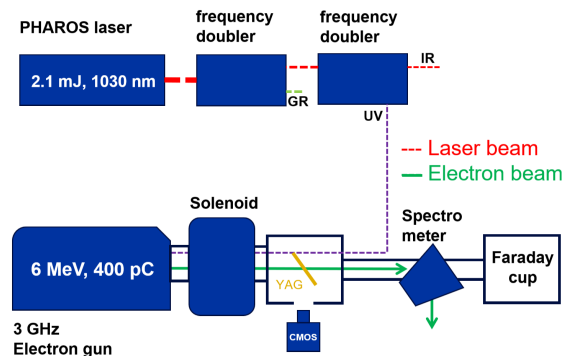 PHAROS laser
frequency
doubler
frequency
doubler
2.1 mJ, 1030 nm
IR
GR
UV
Laser beam
Electron beam
Solenoid
Spectro
meter
6 MeV, 400 pC
YAG
Faraday
cup
CMOS
3 GHz
Electron gun